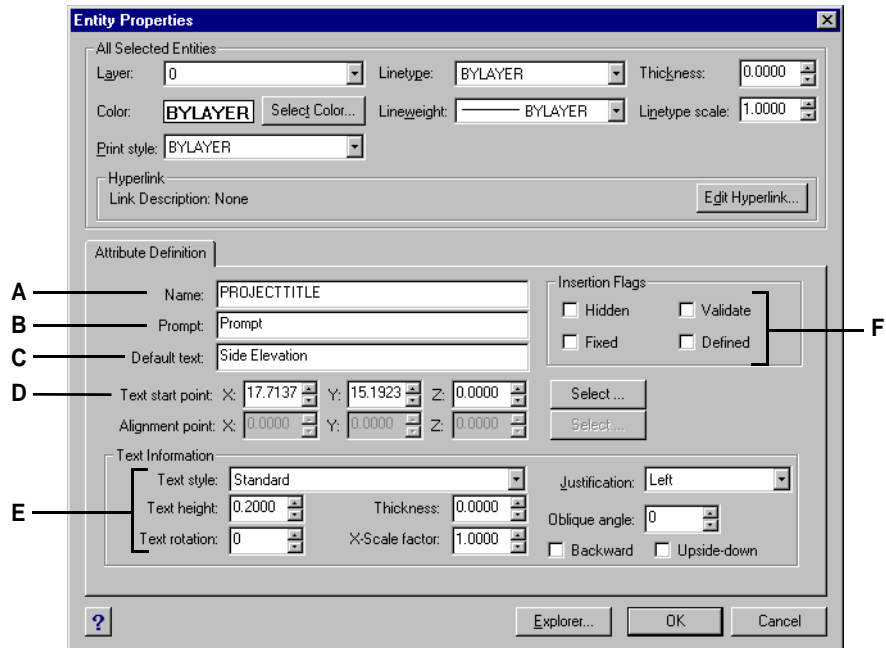 Entity Properties
All Selected Entities
Layer: 0 Linetype: BYLAYER Thickness: 0.0000
Color: BYLAYER Select Color... Lineweight: BYLAYER Linetype scale: 1.0000
Print style: BYLAYER
Hyperlink
Link Description: None Edit Hyperlink...
Attribute Definition
A Name: PROJECTTITLE Insertion Flags
Hidden Validate
B Prompt: Prompt F
C Default text: Side Elevation Fixed Defined
D Text start point: X: 17.7137 Y: 15.1923 Z: 0.0000 Select ...
Alignment point: X: 0.0000 Y: 0.0000 Z: 0.0000 Select ...
Text Information
Text style: Standard Justification: Left
E Text height: 0.2000 Thickness: 0.0000 Oblique angle: 0
Text rotation: 0 X-Scale factor: 1.0000 Backward Upside-down
? Explorer... OK Cancel